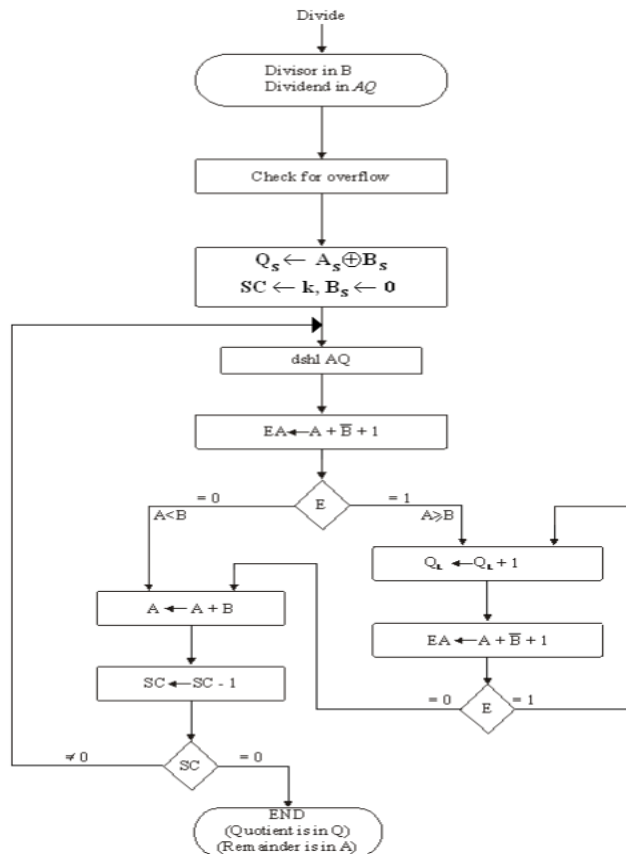 Divide
Divisor in B
Dividend in AQ
Check for overflow
Qₛ ← Aₛ ⊕ Bₛ
SC ← k, Bₛ ← 0
dshl AQ
EA ← A + B̅ + 1
= 0
E
= 1
A<B
A⩾B
Q_L ← Q_L + 1
A ← A + B
EA ← A + B̅ + 1
SC ← SC - 1
= 0
E
= 1
≠ 0
SC
= 0
END
(Quotient is in Q)
(Remainder is in A)